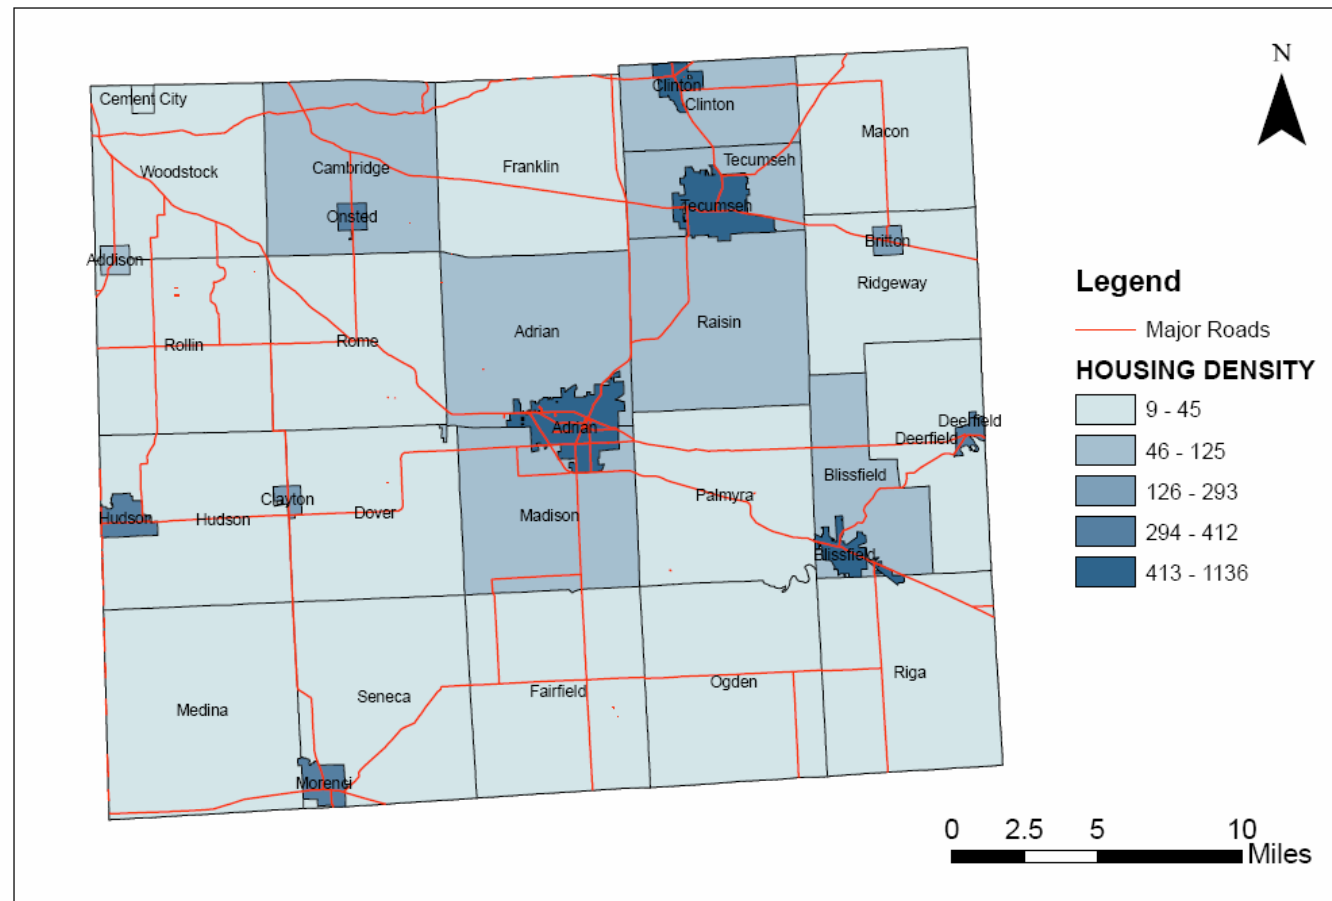 N
Clinton
Clinton
Cement City
Macon
Tecumseh
Franklin
Cambridge
Woodstock
Tecumseh
Onsted
Britton
Addison
Ridgeway
Legend
Raisin
Major Roads
Adrian
Rome
Rollin
HOUSING DENSITY
9 - 45
Deerfield
Adrian
Deerfield
46 - 125
Blissfield
126 - 293
Palmyra
Clayton
Dover
Madison
Hudson
Hudson
294 - 412
Blissfield
413 - 1136
Riga
Ogden
Fairfield
Seneca
Medina
Morenci
0 2.5 5 10
Miles